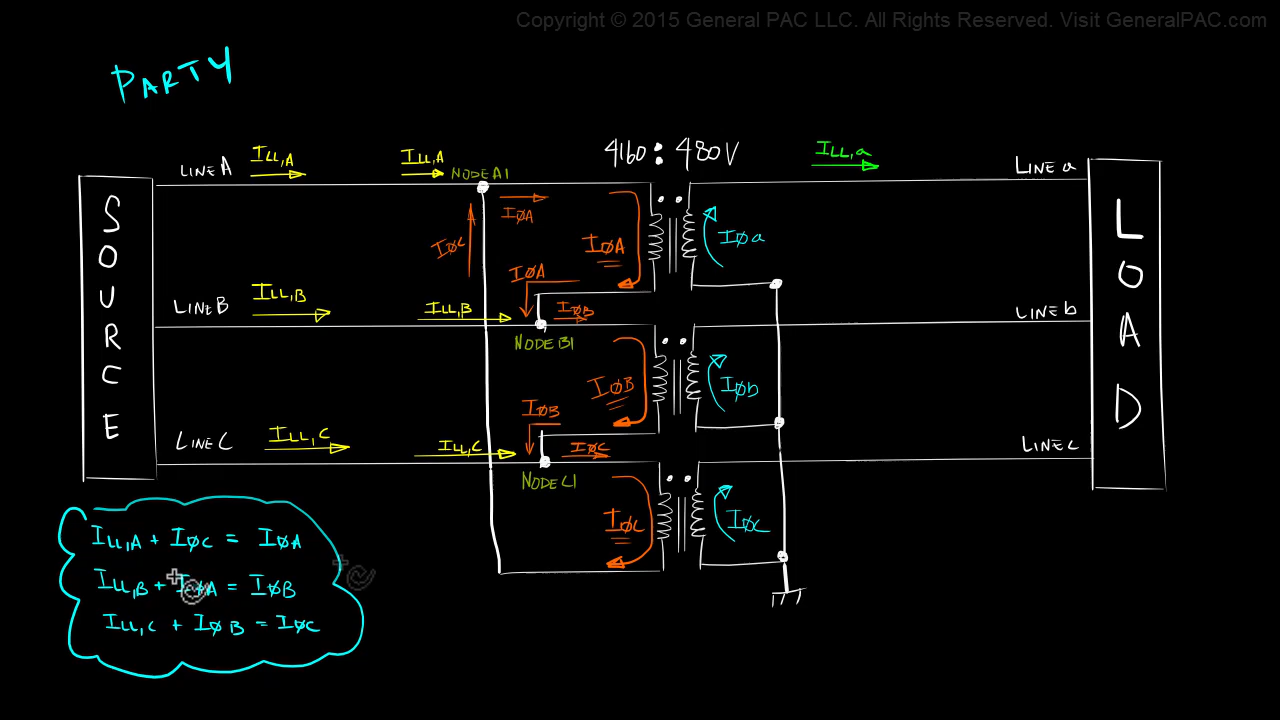 Copyright © 2015 General PAC LLC. All Rights Reserved. Visit GeneralPAC.com
PARTY
4160 : 480V
LINE A
ILL,A
ILL,A
NODE A1
ILL,a
LINE a
SOURCE
LOAD
IØC
IØA
IØA
IØa
IØA
IØB
LINE B
ILL,B
ILL,B
NODE B1
LINE b
IØB
IØb
IØB
IØC
LINE C
ILL,C
ILL,C
NODE C1
LINE c
IØC
IØC
ILL,A + IØC = IØA
ILL,B + IØA = IØB
ILL,C + IØB = IØC